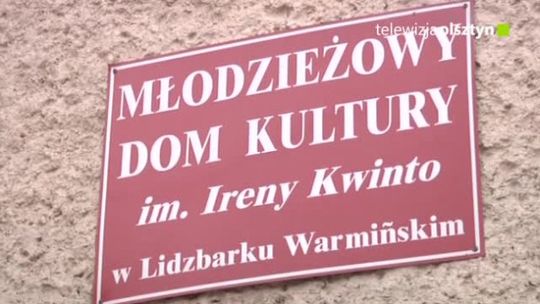 telewizjaolsztyn
MŁODZIEŻOWY
DOM KULTURY
im. Ireny Kwinto
w Lidzbarku Warmińskim